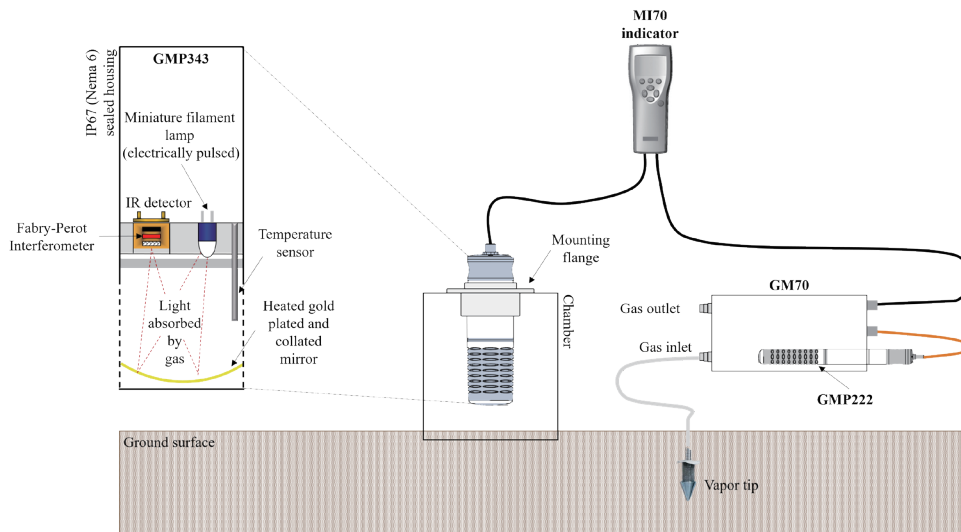 MI70
indicator
GMP343
IP67 (Nema 6)
sealed housing
Miniature filament
lamp
(electrically pulsed)
IR detector
Fabry-Perot
Interferometer
Temperature
sensor
Light
absorbed
by
gas
Heated gold
plated and
collated
mirror
Mounting
flange
Chamber
GM70
Gas outlet
Gas inlet
GMP222
Ground surface
Vapor tip